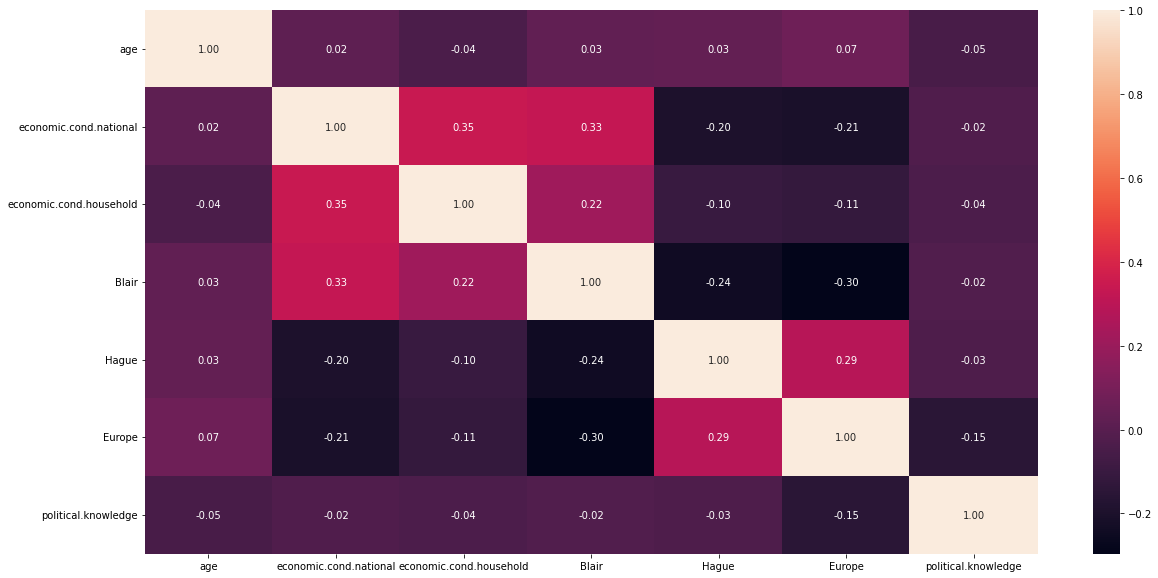 age 1.00 0.02 -0.04 0.03 0.03 0.07 -0.05
economic.cond.national 0.02 1.00 0.35 0.33 -0.20 -0.21 -0.02
economic.cond.household -0.04 0.35 1.00 0.22 -0.10 -0.11 -0.04
Blair 0.03 0.33 0.22 1.00 -0.24 -0.30 -0.02
Hague 0.03 -0.20 -0.10 -0.24 1.00 0.29 -0.03
Europe 0.07 -0.21 -0.11 -0.30 0.29 1.00 -0.15
political.knowledge -0.05 -0.02 -0.04 -0.02 -0.03 -0.15 1.00
age economic.cond.national economic.cond.household Blair Hague Europe political.knowledge
1.0
0.8
0.6
0.4
0.2
0.0
−0.2